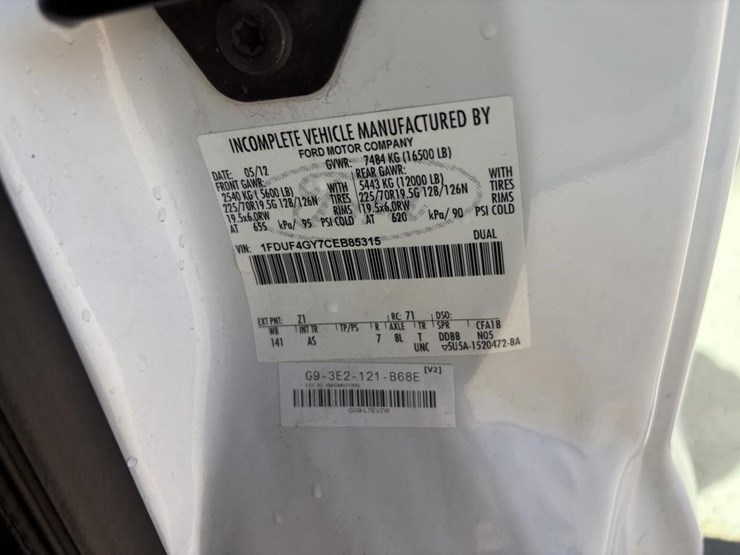 INCOMPLETE VEHICLE MANUFACTURED BY
FORD MOTOR COMPANY
DATE: 05/12 GVWR: 7484 KG (16500 LB)
FRONT GAWR: REAR GAWR:
2540 KG (5600 LB) WITH 5443 KG (12000 LB) WITH
225/70R19.5G 128/126N TIRES 225/70R19.5G 128/126N TIRES
19.5x6.0RW RIMS 19.5x6.0RW RIMS
AT 655 kPa/ 95 PSI COLD AT 620 kPa/ 90 PSI COLD
VIN: 1FDUF4GY7CEB85315 DUAL
EXT PNT: Z1 RC: 71 DSO:
WB INT TR TP/PS R AXLE TR SPR CFA18
141 AS 7 8L T DDBB N05
UNC 5U5A-1520472-BA
G9-3E2-121-B68E [V2]